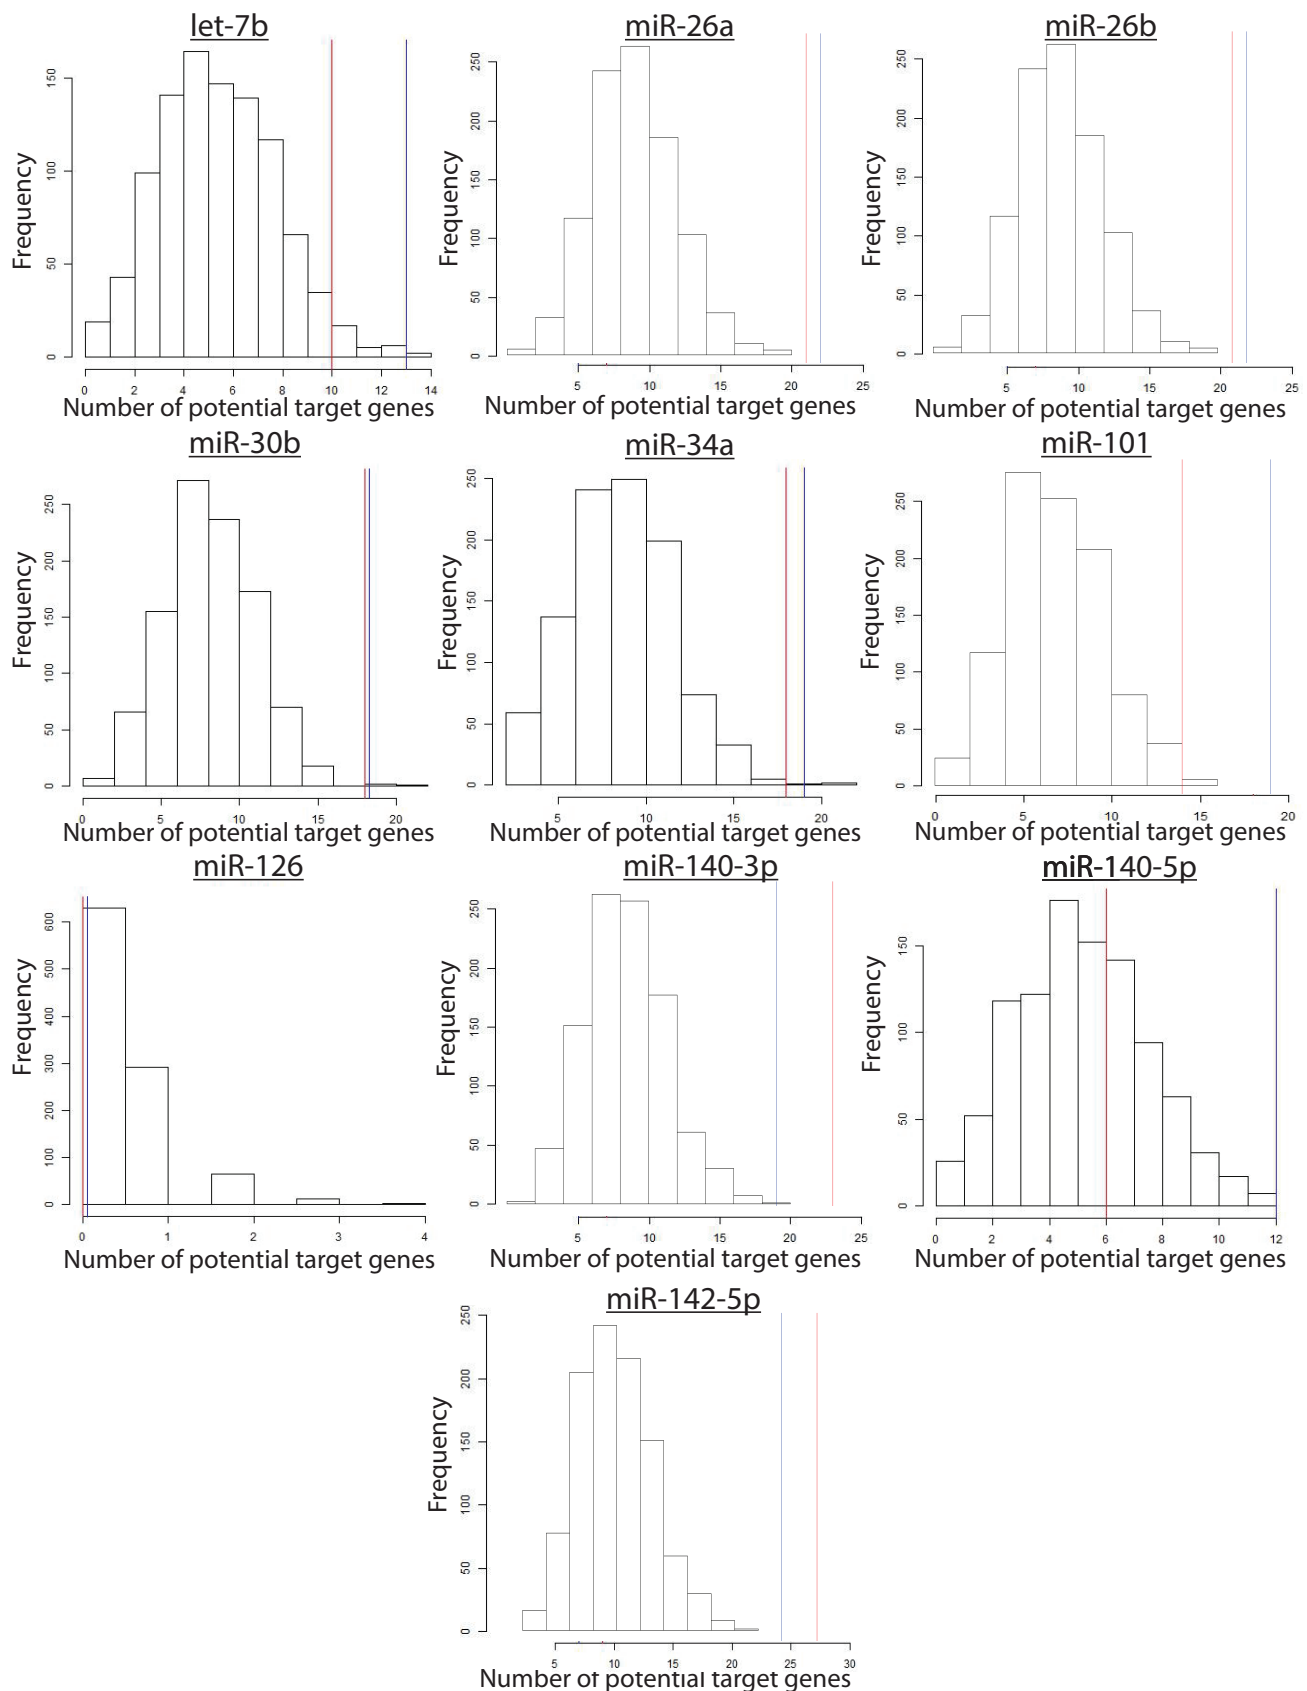 let-7b
Frequency
150
100
50
0
0 2 4 6 8 10 12 14
Number of potential target genes
miR-26a
Frequency
250
200
150
100
50
0
5 10 15 20 25
Number of potential target genes
miR-26b
Frequency
250
200
150
100
50
0
5 10 15 20 25
Number of potential target genes
miR-30b
Frequency
250
200
150
100
50
0
0 5 10 15 20
Number of potential target genes
miR-34a
Frequency
250
200
150
100
50
0
5 10 15 20
Number of potential target genes
miR-101
Frequency
250
200
150
100
50
0
0 5 10 15 20
Number of potential target genes
miR-126
Frequency
600
500
400
300
200
100
0
0 1 2 3 4
Number of potential target genes
miR-140-3p
Frequency
250
200
150
100
50
0
5 10 15 20 25
Number of potential target genes
miR-140-5p
Frequency
150
100
50
0
0 2 4 6 8 10 12
Number of potential target genes
miR-142-5p
Frequency
250
200
150
100
50
0
5 10 15 20 25 30
Number of potential target genes